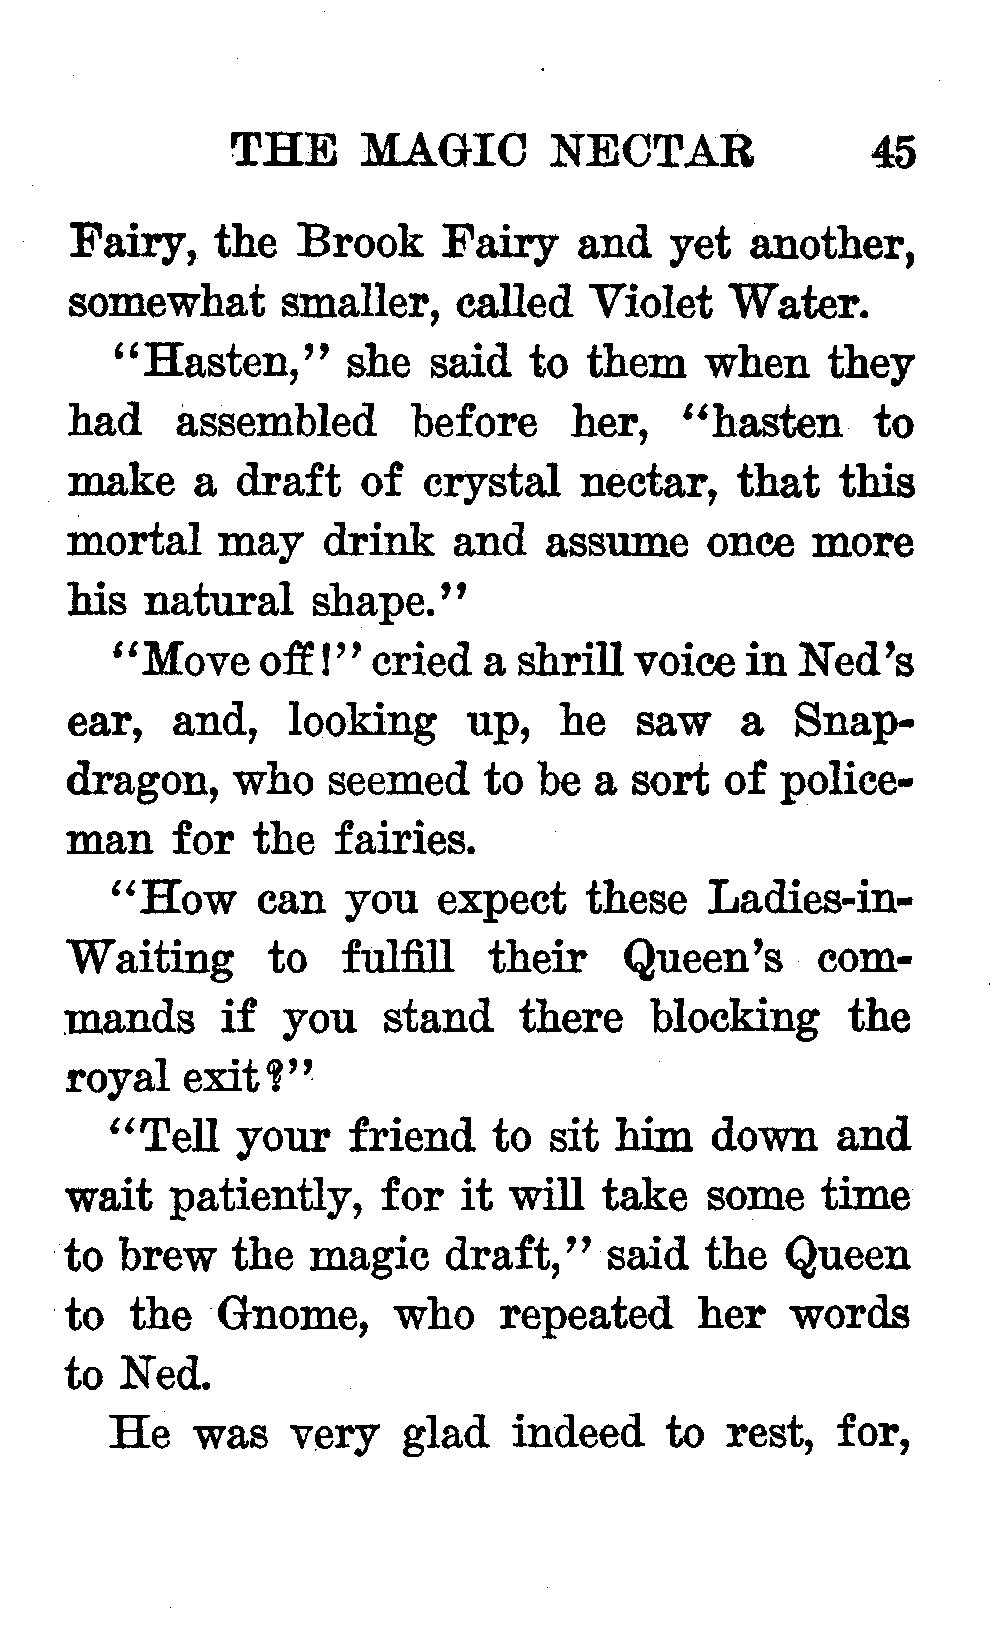 THE MAGIC NECTAR 45
Fairy, the Brook Fairy and yet another,
somewhat smaller, called Violet Water.
“Hasten,” she said to them when they
had assembled before her, “hasten to
make a draft of crystal nectar, that this
mortal may drink and assume once more
his natural shape.”
“Move off!” cried a shrill voice in Ned’s
ear, and, looking up, he saw a Snap-
dragon, who seemed to be a sort of police-
man for the fairies.
“How can you expect these Ladies-in-
Waiting to fulfill their Queen’s com-
mands if you stand there blocking the
royal exit?”
“Tell your friend to sit him down and
wait patiently, for it will take some time
to brew the magic draft,” said the Queen
to the Gnome, who repeated her words
to Ned.
He was very glad indeed to rest, for,